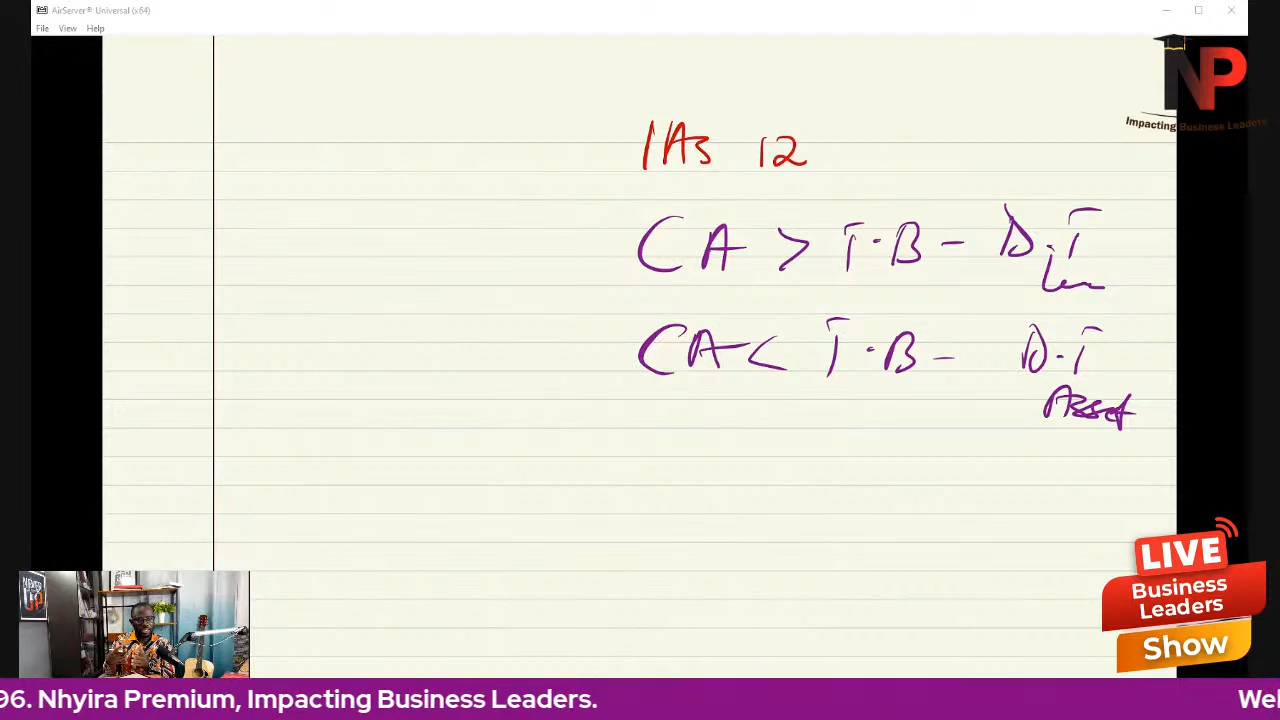 AirServer® Universal (x64)
File View Help
NP
Impacting Business Leaders
IAS 12
CA > T.B - D.T
CA < T.B - D.T
Asset
LIVE
Business
Leaders
Show
96. Nhyira Premium, Impacting Business Leaders.
Wel